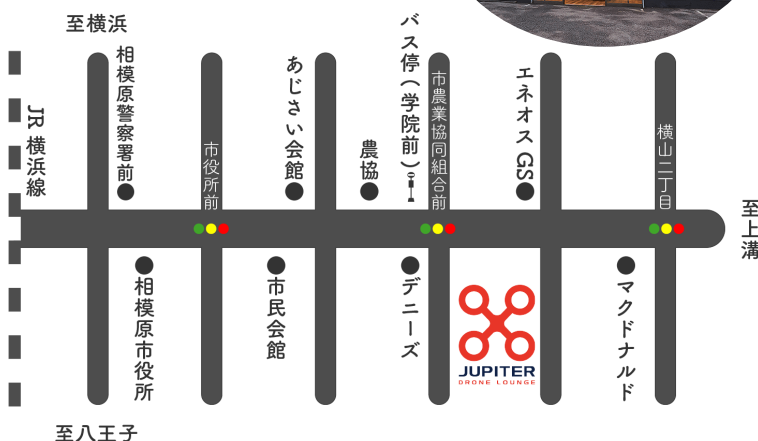 至横浜
JR 横浜線
相模原警察署前
市役所前
あじさい会館
農協
バス停（学院前）
市農業協同組合前
エネオス GS
横山二丁目
至上溝
相模原市役所
市民会館
デニーズ
JUPITER
DRONE LOUNGE
マクドナルド
至八王子